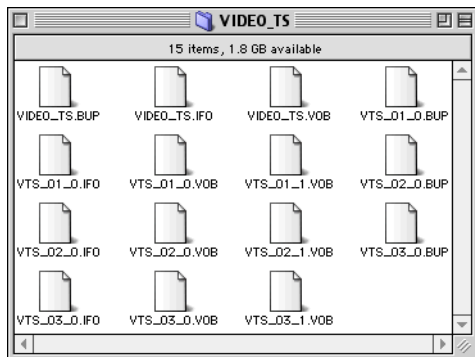 VIDEO_TS
15 items, 1.8 GB available
VIDEO_TS.BUP VIDEO_TS.IFO VIDEO_TS.VOB VTS_01_0.BUP
VTS_01_0.IFO VTS_01_0.VOB VTS_01_1.VOB VTS_02_0.BUP
VTS_02_0.IFO VTS_02_0.VOB VTS_02_1.VOB VTS_03_0.BUP
VTS_03_0.IFO VTS_03_0.VOB VTS_03_1.VOB